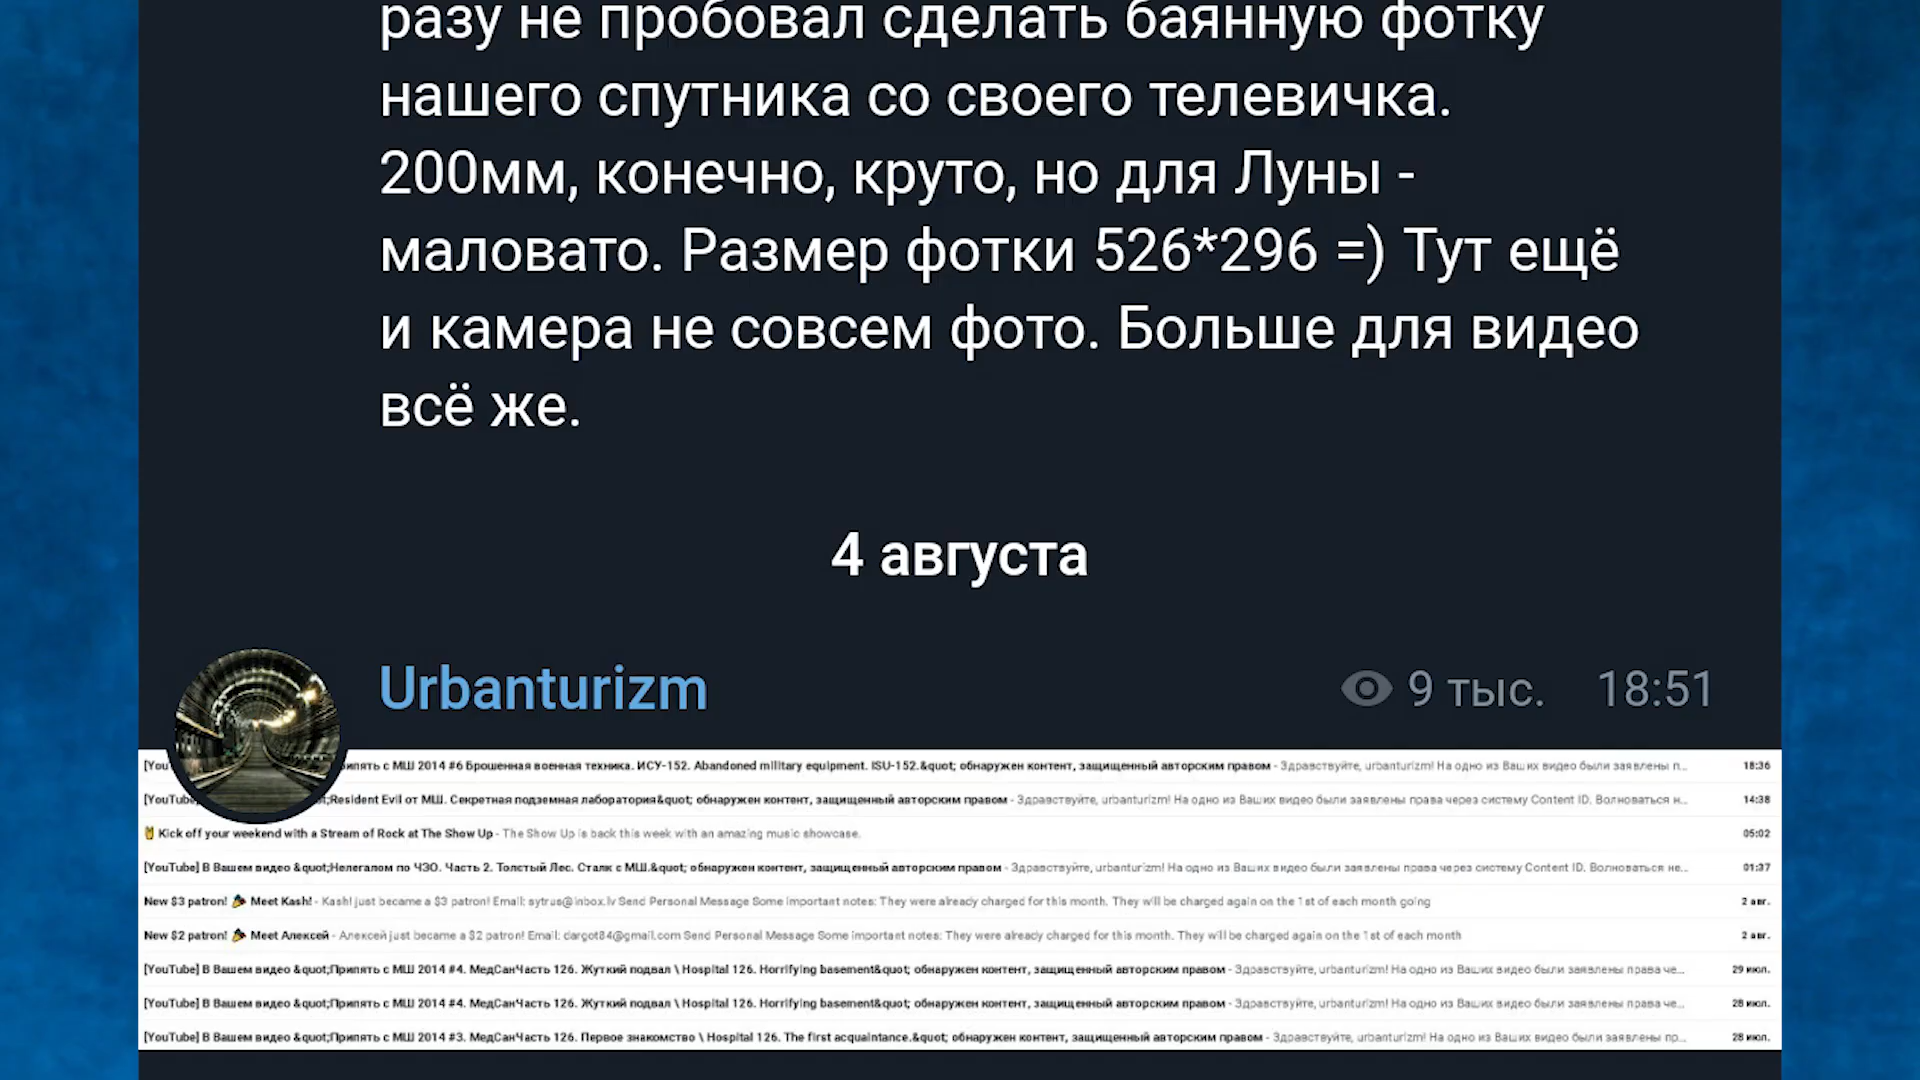 разу не пробовал сделать баянную фотку
нашего спутника со своего телевичка.
200мм, конечно, круто, но для Луны -
маловато. Размер фотки 526*296 =) Тут ещё
и камера не совсем фото. Больше для видео
всё же.
4 августа
Urbanturizm
9 тыс. 18:51
[You ипять с МШ 2014 #6 Брошенная военная техника. ИСУ-152. Abandoned military equipment. ISU-152.&quot; обнаружен контент, защищенный авторским правом - Здравствуйте, urbanturizm! На одно из Ваших видео были заявлены п... 18:36
[YouTube ;Resident Evil от МШ. Секретная подземная лаборатория&quot; обнаружен контент, защищенный авторским правом - Здравствуйте, urbanturizm! На одно из Ваших видео были заявлены права через систему Content ID. Волноваться н... 14:38
Kick off your weekend with a Stream of Rock at The Show Up - The Show Up is back this week with an amazing music showcase. 05:02
[YouTube] В Вашем видео &quot;Нелегалом по ЧЗО. Часть 2. Толстый Лес. Сталк с МШ.&quot; обнаружен контент, защищенный авторским правом - Здравствуйте, urbanturizm! На одно из Ваших видео были заявлены права через систему Content ID. Волноваться не... 01:37
New $3 patron! Meet Kash! - Kash! just became a $3 patron! Email: sytrus@inbox.lv Send Personal Message Some important notes: They were already charged for this month. They will be charged again on the 1st of each month going 2 авг.
New $2 patron! Meet Алексей - Алексей just became a $2 patron! Email: dargot84@gmail.com Send Personal Message Some important notes: They were already charged for this month. They will be charged again on the 1st of each month 2 авг.
[YouTube] В Вашем видео &quot;Припять с МШ 2014 #4. МедСанЧасть 126. Жуткий подвал \ Hospital 126. Horrifying basement&quot; обнаружен контент, защищенный авторским правом - Здравствуйте, urbanturizm! На одно из Ваших видео были заявлены права че... 29 июл.
[YouTube] В Вашем видео &quot;Припять с МШ 2014 #4. МедСанЧасть 126. Жуткий подвал \ Hospital 126. Horrifying basement&quot; обнаружен контент, защищенный авторским правом - Здравствуйте, urbanturizm! На одно из Ваших видео были заявлены права че... 28 июл.
[YouTube] В Вашем видео &quot;Припять с МШ 2014 #3. МедСанЧасть 126. Первое знакомство \ Hospital 126. The first acquaintance.&quot; обнаружен контент, защищенный авторским правом - Здравствуйте, urbanturizm! На одно из Ваших видео были заявлены пр... 28 июл.